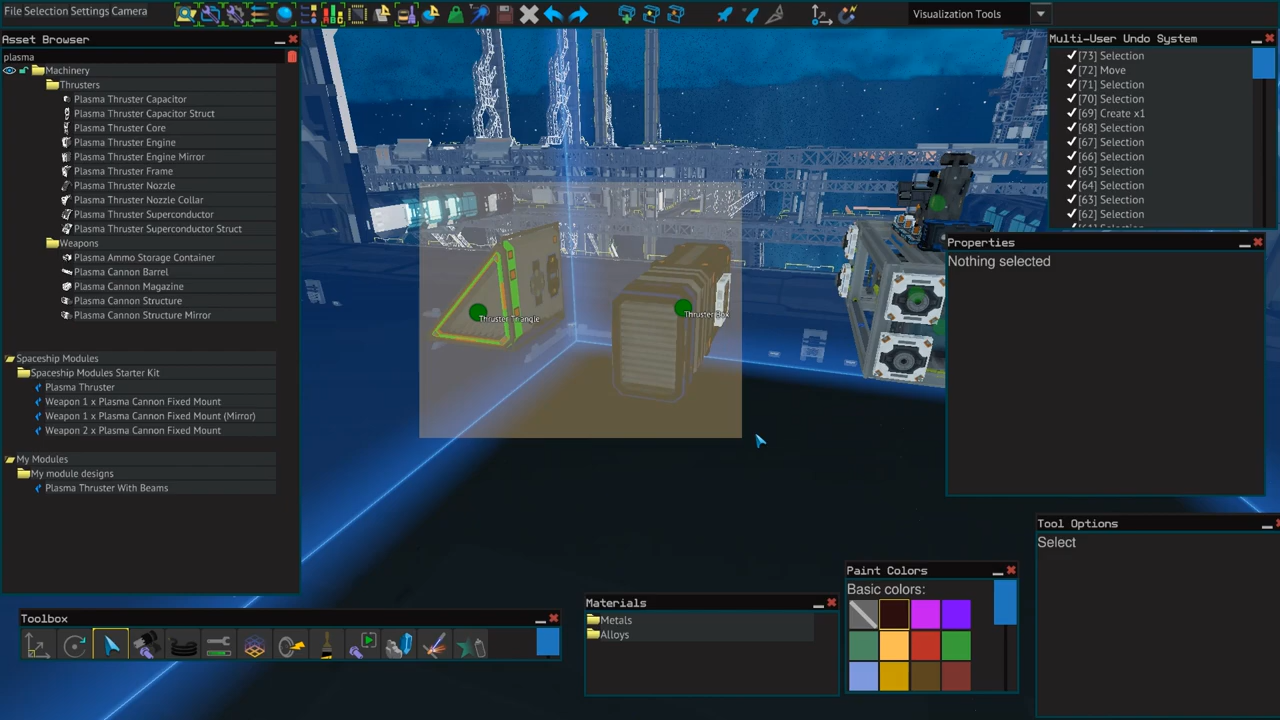 File Selection Settings Camera
Visualization Tools
Asset Browser
plasma
Machinery
Thrusters
Plasma Thruster Capacitor
Plasma Thruster Capacitor Struct
Plasma Thruster Core
Plasma Thruster Engine
Plasma Thruster Engine Mirror
Plasma Thruster Frame
Plasma Thruster Nozzle
Plasma Thruster Nozzle Collar
Plasma Thruster Superconductor
Plasma Thruster Superconductor Struct
Weapons
Plasma Ammo Storage Container
Plasma Cannon Barrel
Plasma Cannon Magazine
Plasma Cannon Structure
Plasma Cannon Structure Mirror
Spaceship Modules
Spaceship Modules Starter Kit
Plasma Thruster
Weapon 1 x Plasma Cannon Fixed Mount
Weapon 1 x Plasma Cannon Fixed Mount (Mirror)
Weapon 2 x Plasma Cannon Fixed Mount
My Modules
My module designs
Plasma Thruster With Beams
Thruster Triangle
Thruster Box
Multi-User Undo System
[73] Selection
[72] Move
[71] Selection
[70] Selection
[69] Create x1
[68] Selection
[67] Selection
[66] Selection
[65] Selection
[64] Selection
[63] Selection
[62] Selection
Properties
Nothing selected
Tool Options
Select
Toolbox
Materials
Metals
Alloys
Paint Colors
Basic colors: